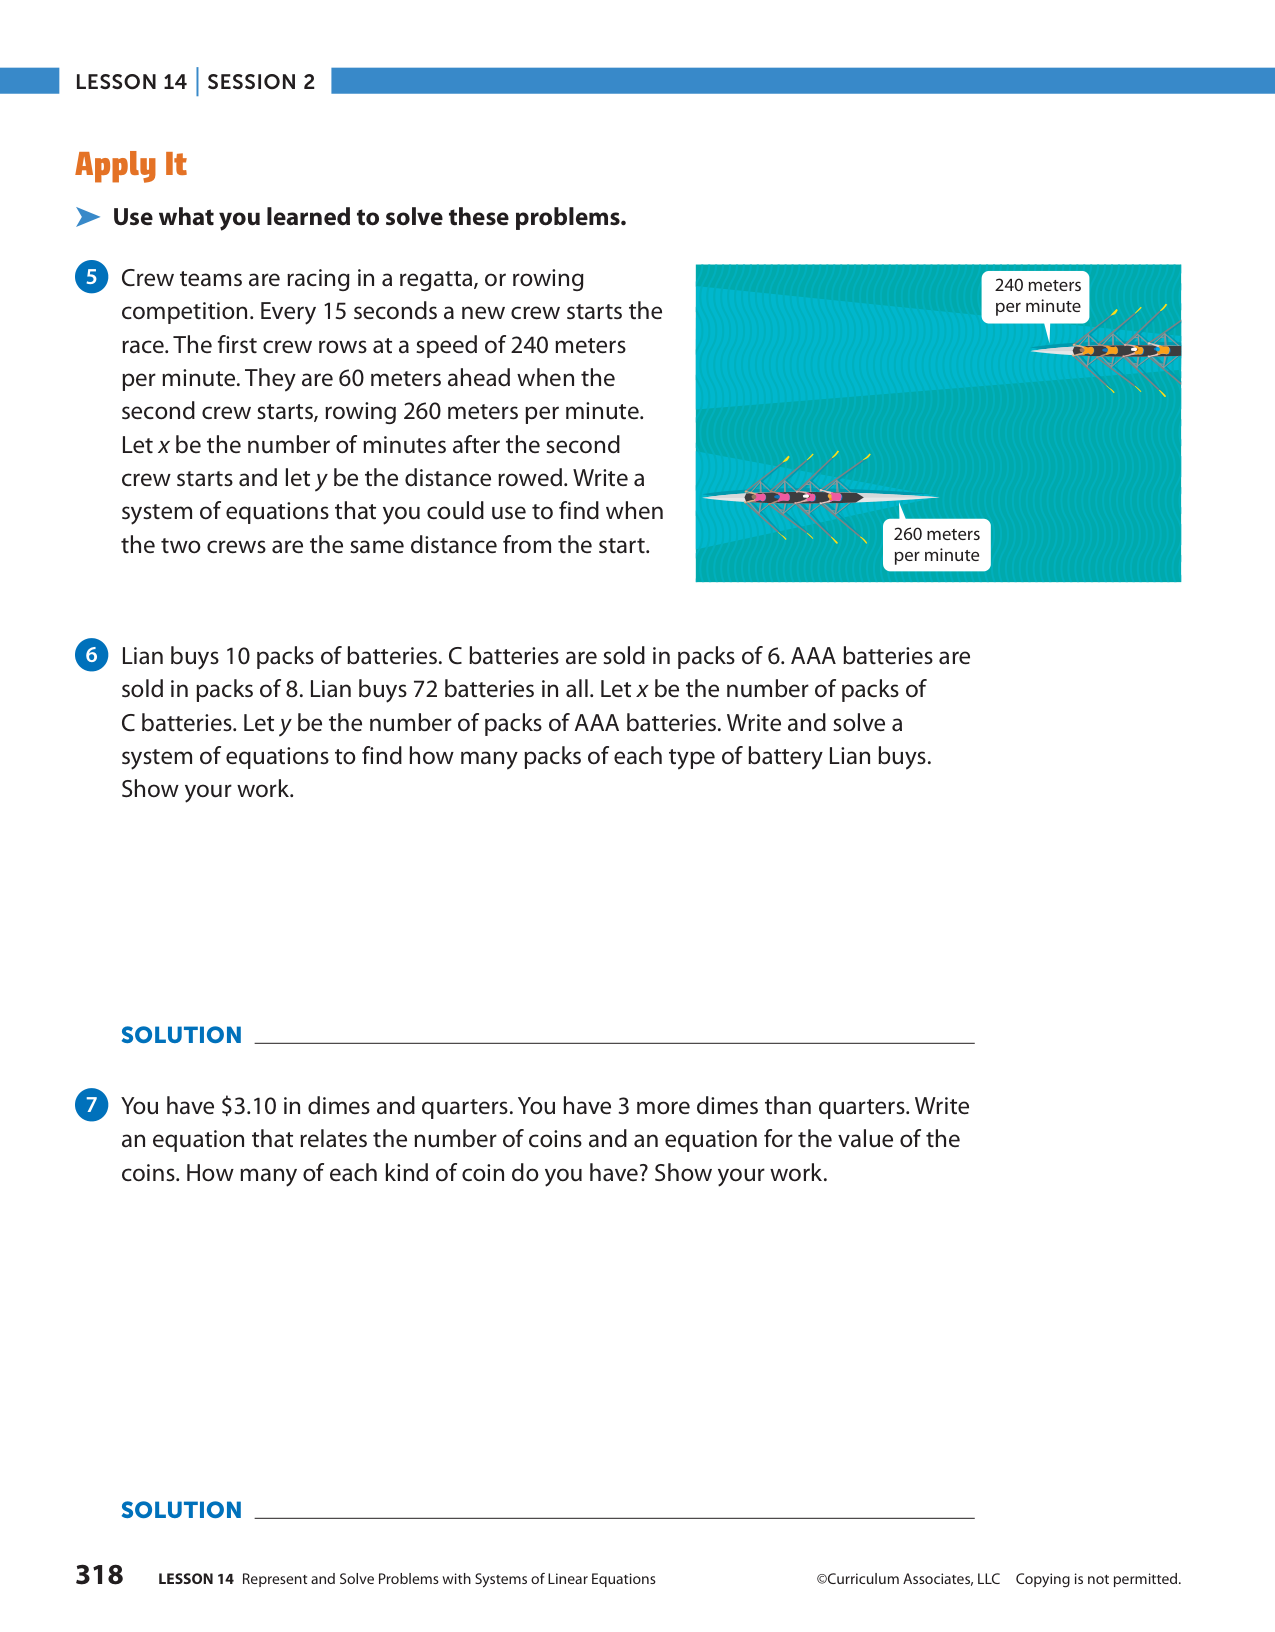 LESSON 14 | SESSION 2
Apply It
Use what you learned to solve these problems.
5 Crew teams are racing in a regatta, or rowing
competition. Every 15 seconds a new crew starts the
race. The first crew rows at a speed of 240 meters
per minute. They are 60 meters ahead when the
second crew starts, rowing 260 meters per minute.
Let x be the number of minutes after the second
crew starts and let y be the distance rowed. Write a
system of equations that you could use to find when
the two crews are the same distance from the start.
240 meters
per minute
260 meters
per minute
6 Lian buys 10 packs of batteries. C batteries are sold in packs of 6. AAA batteries are
sold in packs of 8. Lian buys 72 batteries in all. Let x be the number of packs of
C batteries. Let y be the number of packs of AAA batteries. Write and solve a
system of equations to find how many packs of each type of battery Lian buys.
Show your work.
SOLUTION
7 You have $3.10 in dimes and quarters. You have 3 more dimes than quarters. Write
an equation that relates the number of coins and an equation for the value of the
coins. How many of each kind of coin do you have? Show your work.
SOLUTION
318 LESSON 14 Represent and Solve Problems with Systems of Linear Equations ©Curriculum Associates, LLC Copying is not permitted.